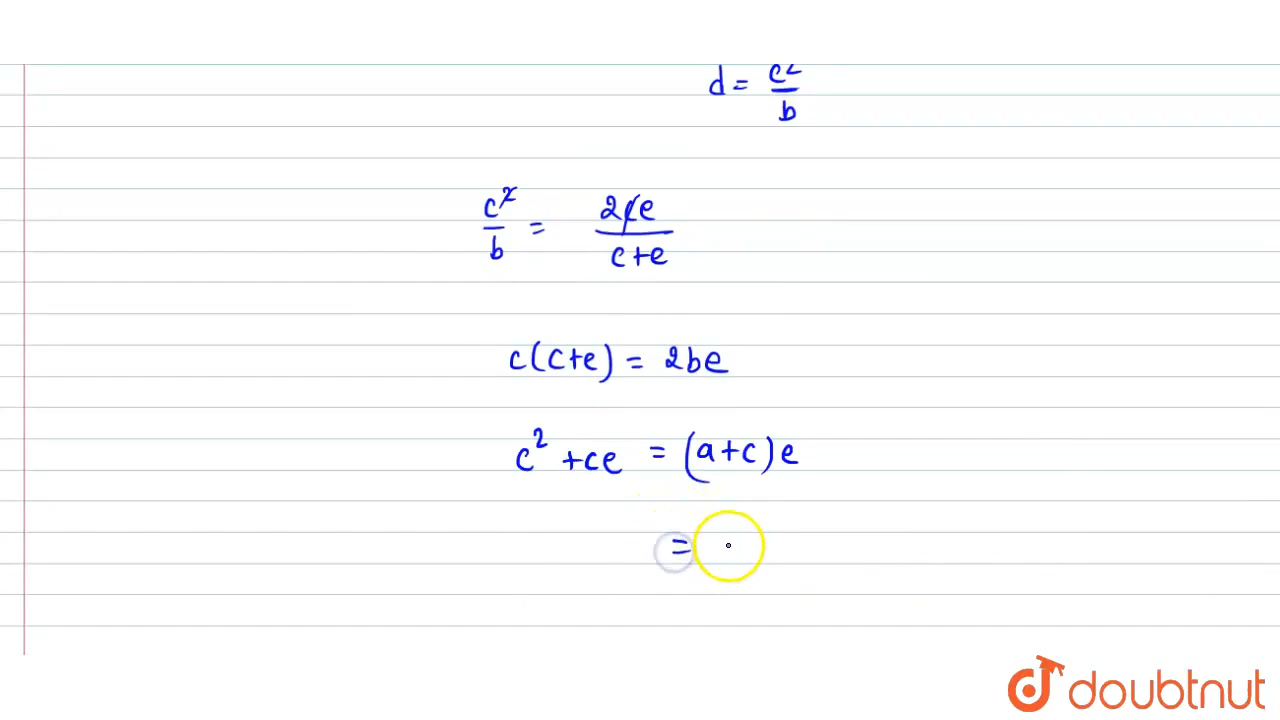 d = c²/b
c²/b = 2ce/c+e
c(c+e) = 2be
c² +ce = (a+c)e
=
doubtnut